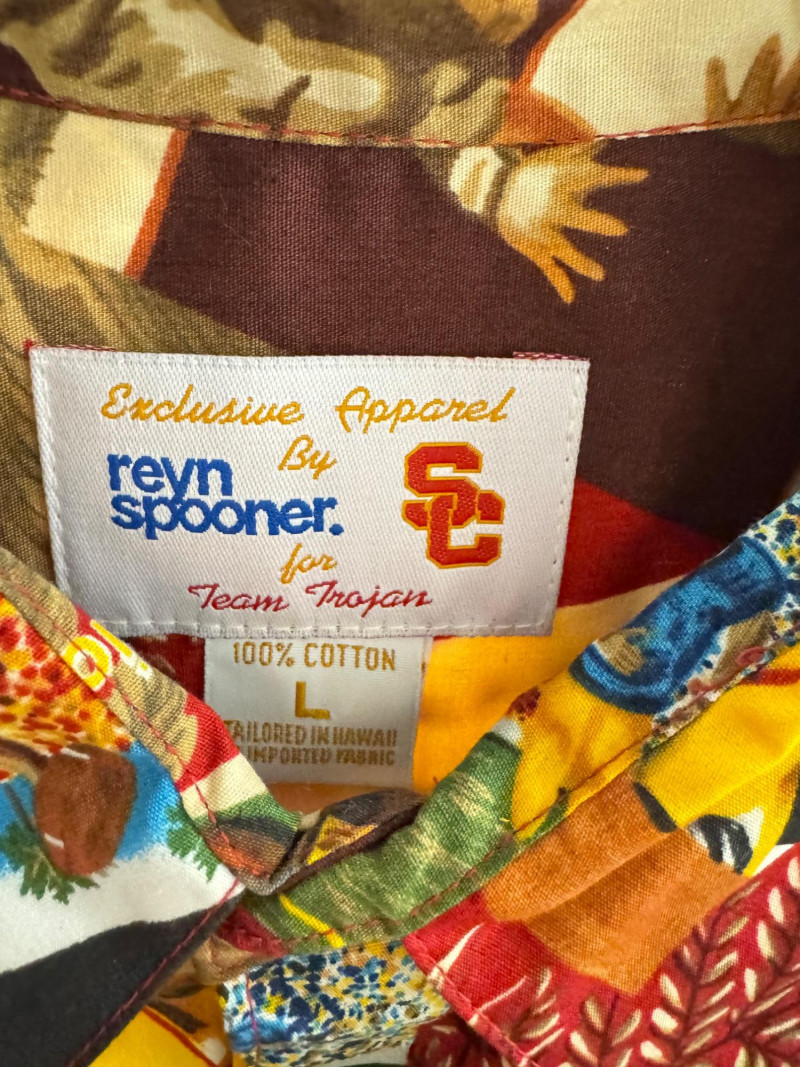 Exclusive Apparel
By
reyn
spooner.
SC
for
Team Trojan
100% COTTON
L
TAILORED IN HAWAII
IMPORTED FABRIC